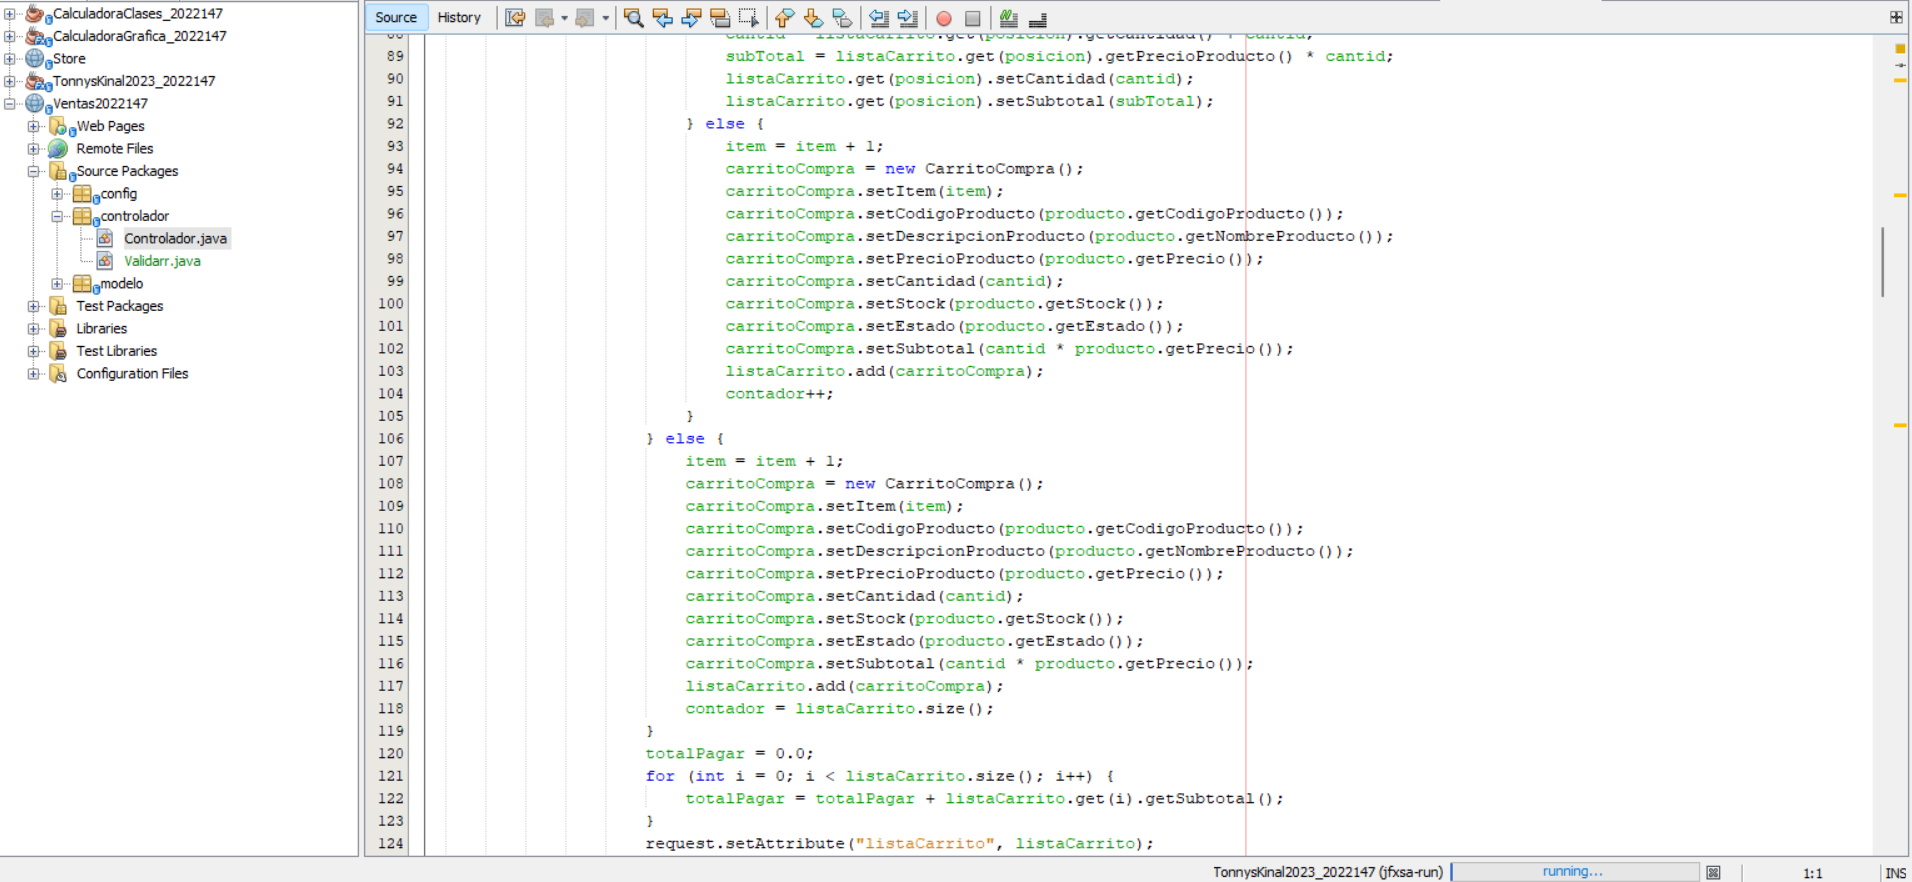 CalculadoraClases_2022147
CalculadoraGrafica_2022147
Store
TonnysKinal2023_2022147
Ventas2022147
Web Pages
Remote Files
Source Packages
config
controlador
Controlador.java
Validarr.java
modelo
Test Packages
Libraries
Test Libraries
Configuration Files
Source History
88 cantid = listaCarrito.get(posicion).getCantidad() + cantid;
89 subTotal = listaCarrito.get(posicion).getPrecioProducto() * cantid;
90 listaCarrito.get(posicion).setCantidad(cantid);
91 listaCarrito.get(posicion).setSubtotal(subTotal);
92 } else {
93 item = item + 1;
94 carritoCompra = new CarritoCompra();
95 carritoCompra.setItem(item);
96 carritoCompra.setCodigoProducto(producto.getCodigoProducto());
97 carritoCompra.setDescripcionProducto(producto.getNombreProducto());
98 carritoCompra.setPrecioProducto(producto.getPrecio());
99 carritoCompra.setCantidad(cantid);
100 carritoCompra.setStock(producto.getStock());
101 carritoCompra.setEstado(producto.getEstado());
102 carritoCompra.setSubtotal(cantid * producto.getPrecio());
103 listaCarrito.add(carritoCompra);
104 contador++;
105 }
106 } else {
107 item = item + 1;
108 carritoCompra = new CarritoCompra();
109 carritoCompra.setItem(item);
110 carritoCompra.setCodigoProducto(producto.getCodigoProducto());
111 carritoCompra.setDescripcionProducto(producto.getNombreProducto());
112 carritoCompra.setPrecioProducto(producto.getPrecio());
113 carritoCompra.setCantidad(cantid);
114 carritoCompra.setStock(producto.getStock());
115 carritoCompra.setEstado(producto.getEstado());
116 carritoCompra.setSubtotal(cantid * producto.getPrecio());
117 listaCarrito.add(carritoCompra);
118 contador = listaCarrito.size();
119 }
120 totalPagar = 0.0;
121 for (int i = 0; i < listaCarrito.size(); i++) {
122 totalPagar = totalPagar + listaCarrito.get(i).getSubtotal();
123 }
124 request.setAttribute("listaCarrito", listaCarrito);
TonnysKinal2023_2022147 (jfxsa-run) running... 1:1 INS